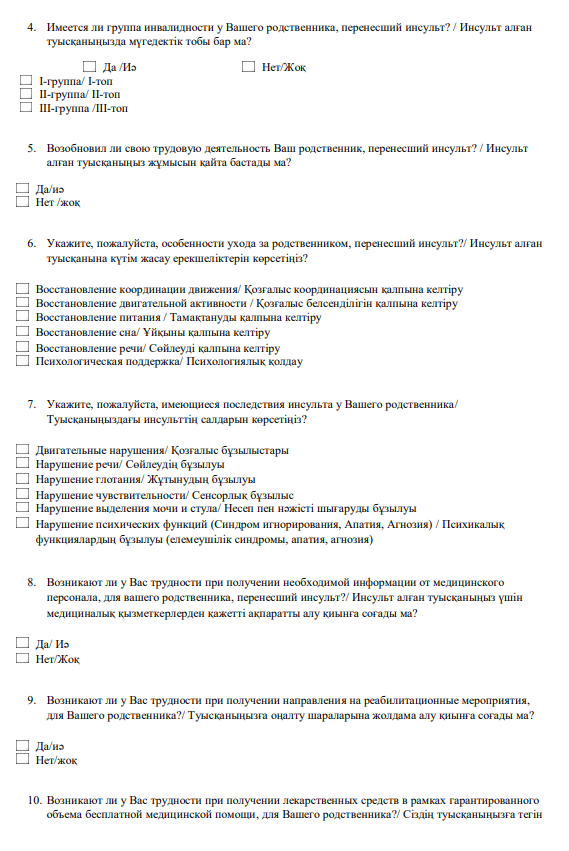 4. Имеется ли группа инвалидности у Вашего родственника, перенесший инсульт? / Инсульт алған
туысқаныңызда мүгедектік тобы бар ма?
Да /Иә Нет/Жоқ
I-группа/ I-топ
II-группа/ II-топ
III-группа /III-топ
5. Возобновил ли свою трудовую деятельность Ваш родственник, перенесший инсульт? / Инсульт
алған туысқаныңыз жұмысын қайта бастады ма?
Да/иә
Нет /жоқ
6. Укажите, пожалуйста, особенности ухода за родственником, перенесший инсульт?/ Инсульт алған
туысқанына күтім жасау ерекшеліктерін көрсетіңіз?
Восстановление координации движения/ Қозғалыс координациясын қалпына келтіру
Восстановление двигательной активности / Қозғалыс белсенділігін қалпына келтіру
Восстановление питания / Тамақтануды қалпына келтіру
Восстановление сна/ Ұйқыны қалпына келтіру
Восстановление речи/ Сөйлеуді қалпына келтіру
Психологическая поддержка/ Психологиялық қолдау
7. Укажите, пожалуйста, имеющиеся последствия инсульта у Вашего родственника/
Туысқаныңыздағы инсульттің салдарын көрсетіңіз?
Двигательные нарушения/ Қозғалыс бұзылыстары
Нарушение речи/ Сөйлеудің бұзылуы
Нарушение глотания/ Жұтынудың бұзылуы
Нарушение чувствительности/ Сенсорлық бұзылыс
Нарушение выделения мочи и стула/ Несеп пен нәжісті шығаруды бұзылуы
Нарушение психических функций (Синдром игнорирования, Апатия, Агнозия) / Психикалық
функциялардың бұзылуы (елемеушілік синдромы, апатия, агнозия)
8. Возникают ли у Вас трудности при получении необходимой информации от медицинского
персонала, для вашего родственника, перенесший инсульт?/ Инсульт алған туысқаныңыз үшін
медициналық қызметкерлерден қажетті ақпаратты алу қиынға соғады ма?
Да/ Иә
Нет/Жоқ
9. Возникают ли у Вас трудности при получении направления на реабилитационные мероприятия,
для Вашего родственника?/ Туысқаныңызға оңалту шараларына жолдама алу қиынға соғады ма?
Да/иә
Нет/жоқ
10. Возникают ли у Вас трудности при получении лекарственных средств в рамках гарантированного
объема бесплатной медицинской помощи, для Вашего родственника?/ Сіздің туысқаныңызға тегін